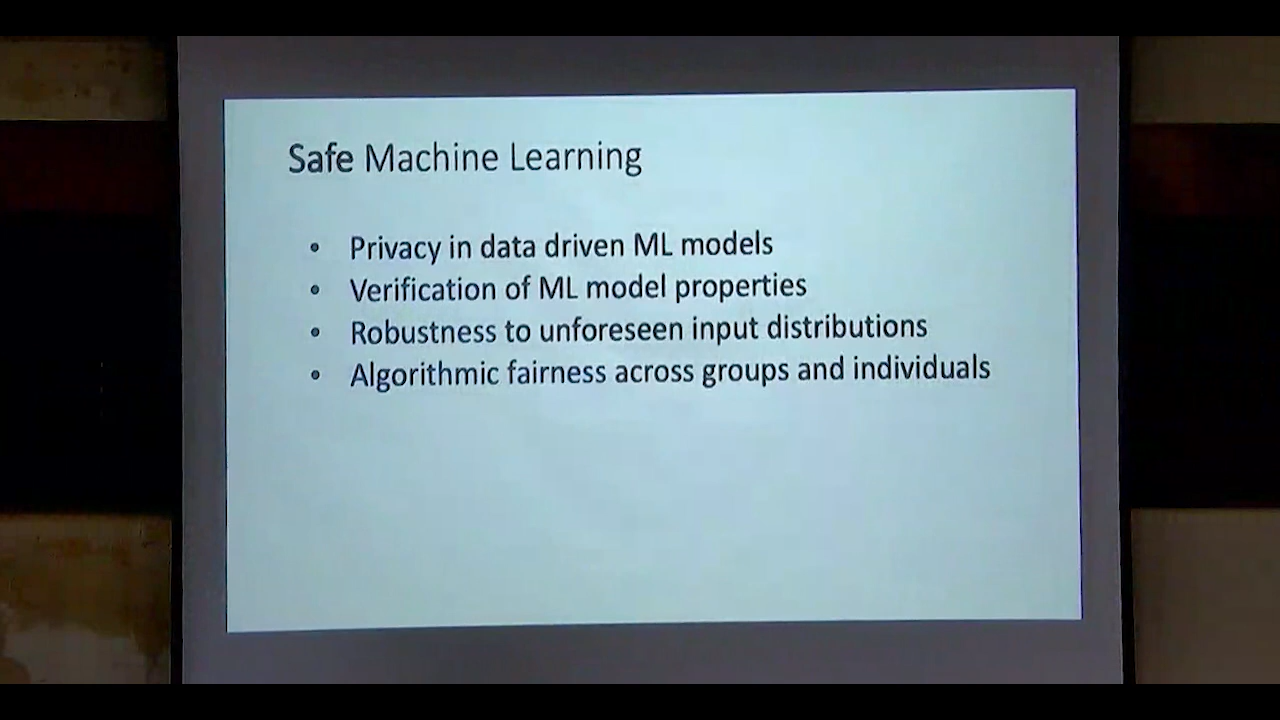 Safe Machine Learning
• Privacy in data driven ML models
• Verification of ML model properties
• Robustness to unforeseen input distributions
• Algorithmic fairness across groups and individuals